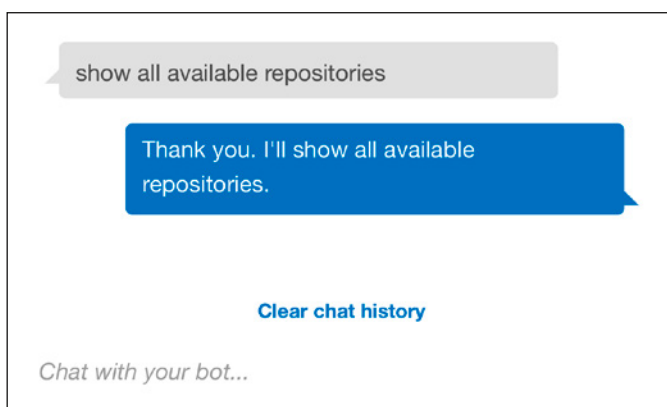 show all available repositories
Thank you. I'll show all available
repositories.
Clear chat history
Chat with your bot...